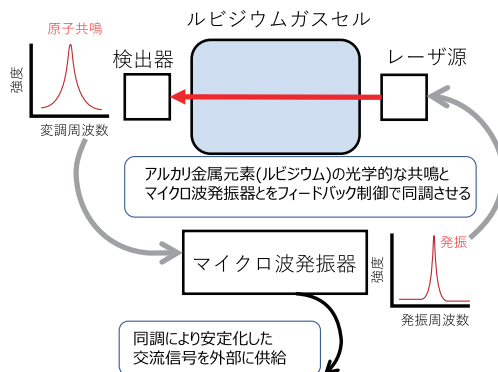 ルビジウムガスセル
原子共鳴
検出器
レーザ源
強度
変調周波数
アルカリ金属元素(ルビジウム)の光学的な共鳴と
マイクロ波発振器とをフィードバック制御で同調させる
マイクロ波発振器
発振
強度
発振周波数
同調により安定化した
交流信号を外部に供給